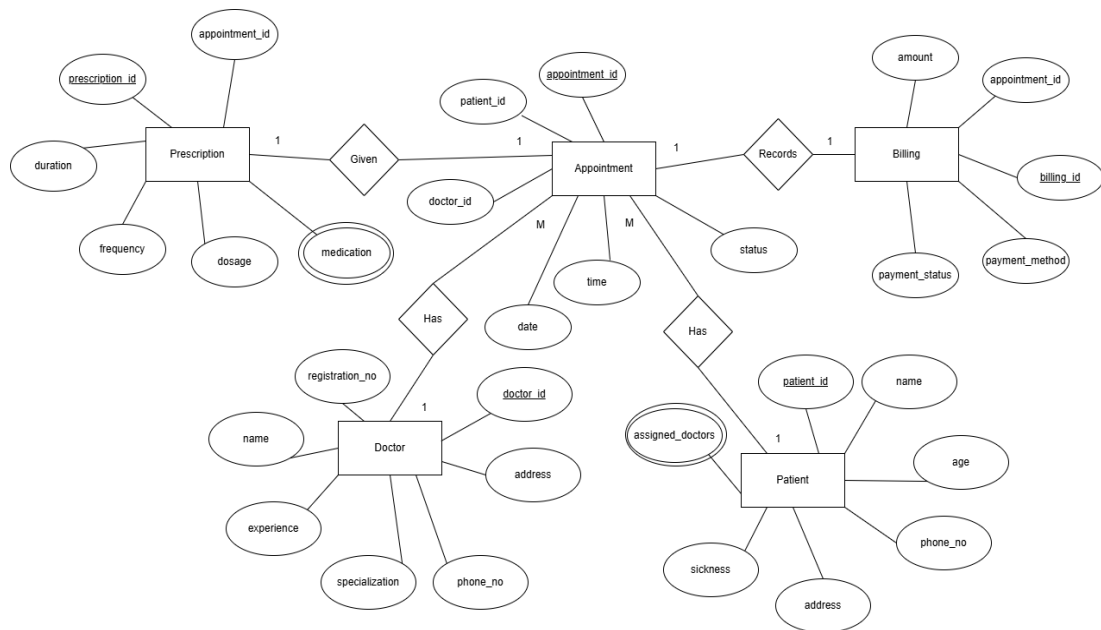 appointment_id
prescription_id
duration
Prescription
frequency
dosage
medication
1
Given
1
appointment_id
patient_id
Appointment
doctor_id
M
M
date
time
status
1
Records
1
amount
appointment_id
Billing
billing_id
payment_status
payment_method
Has
Has
registration_no
doctor_id
name
1
Doctor
address
experience
specialization
phone_no
patient_id
name
assigned_doctors
1
Patient
age
phone_no
sickness
address